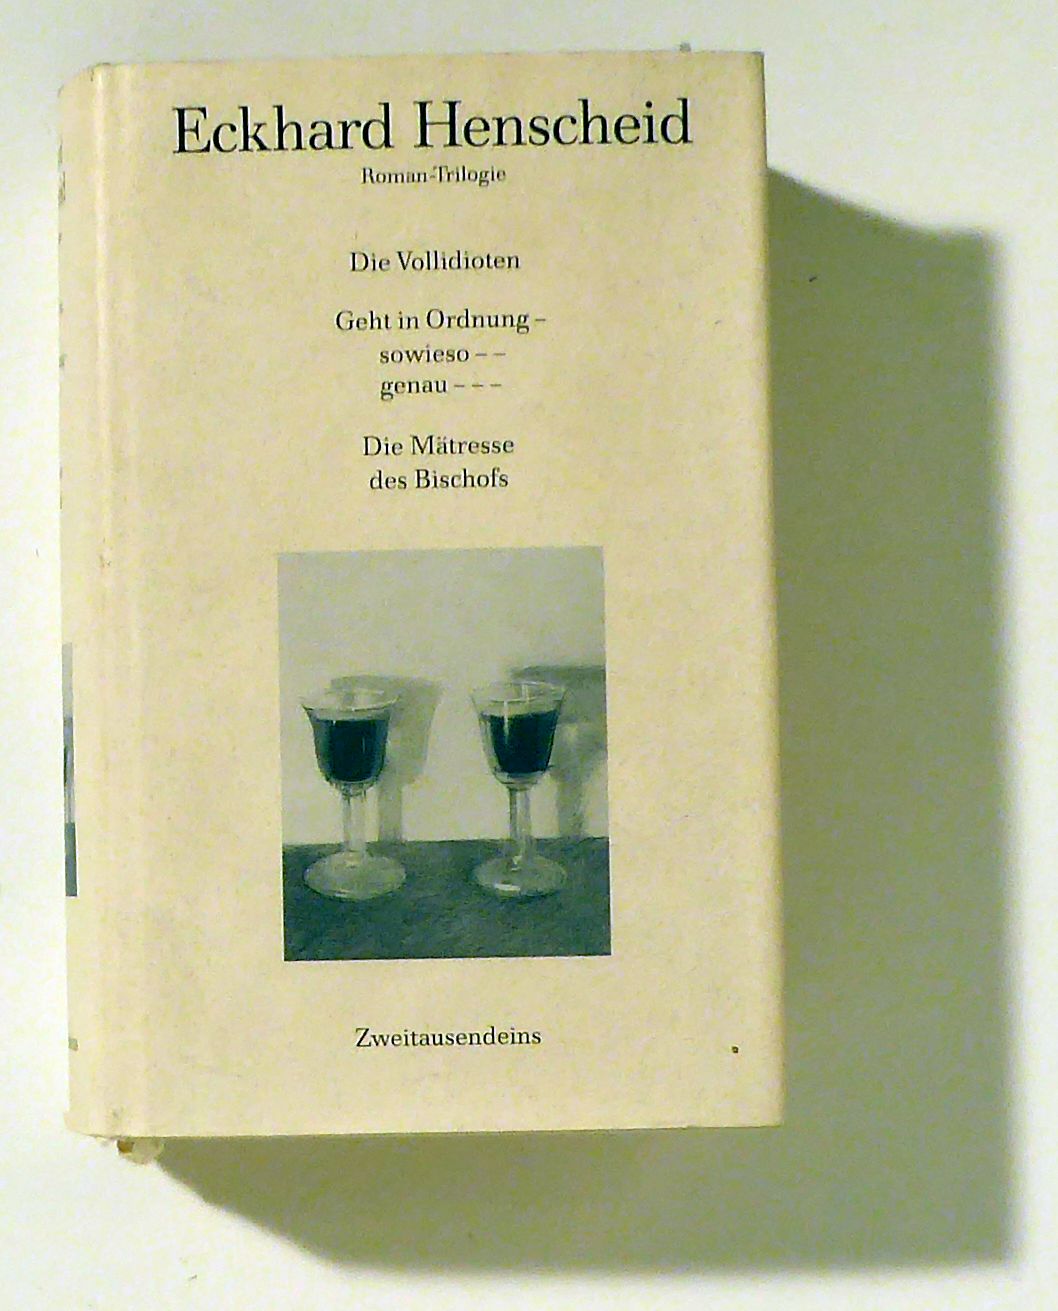 Eckhard Henscheid
Roman-Trilogie
Die Vollidioten
Geht in Ordnung –
sowieso – –
genau – – –
Die Mätresse
des Bischofs
Zweitausendeins